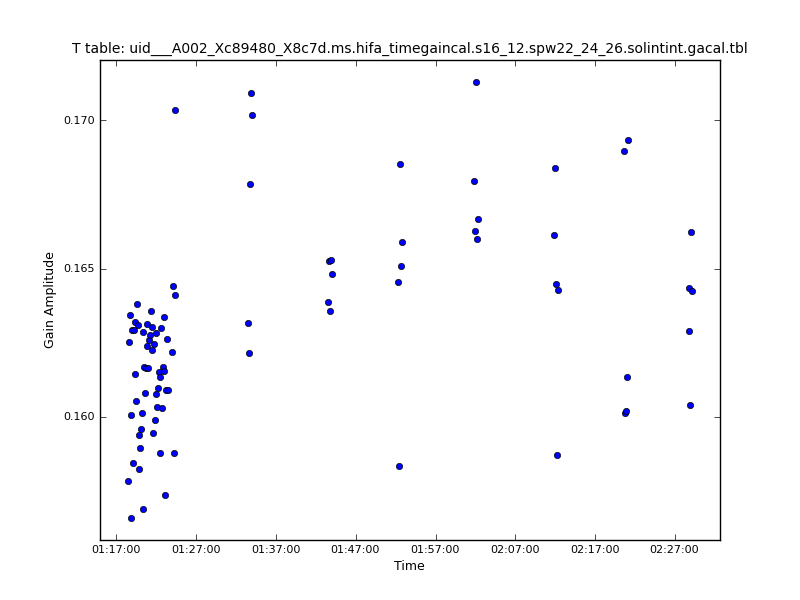 T table: uid___A002_Xc89480_X8c7d.ms.hifa_timegaincal.s16_12.spw22_24_26.solintint.gacal.tbl
0.170
0.165
0.160
Gain Amplitude
01:17:00 01:27:00 01:37:00 01:47:00 01:57:00 02:07:00 02:17:00 02:27:00
Time